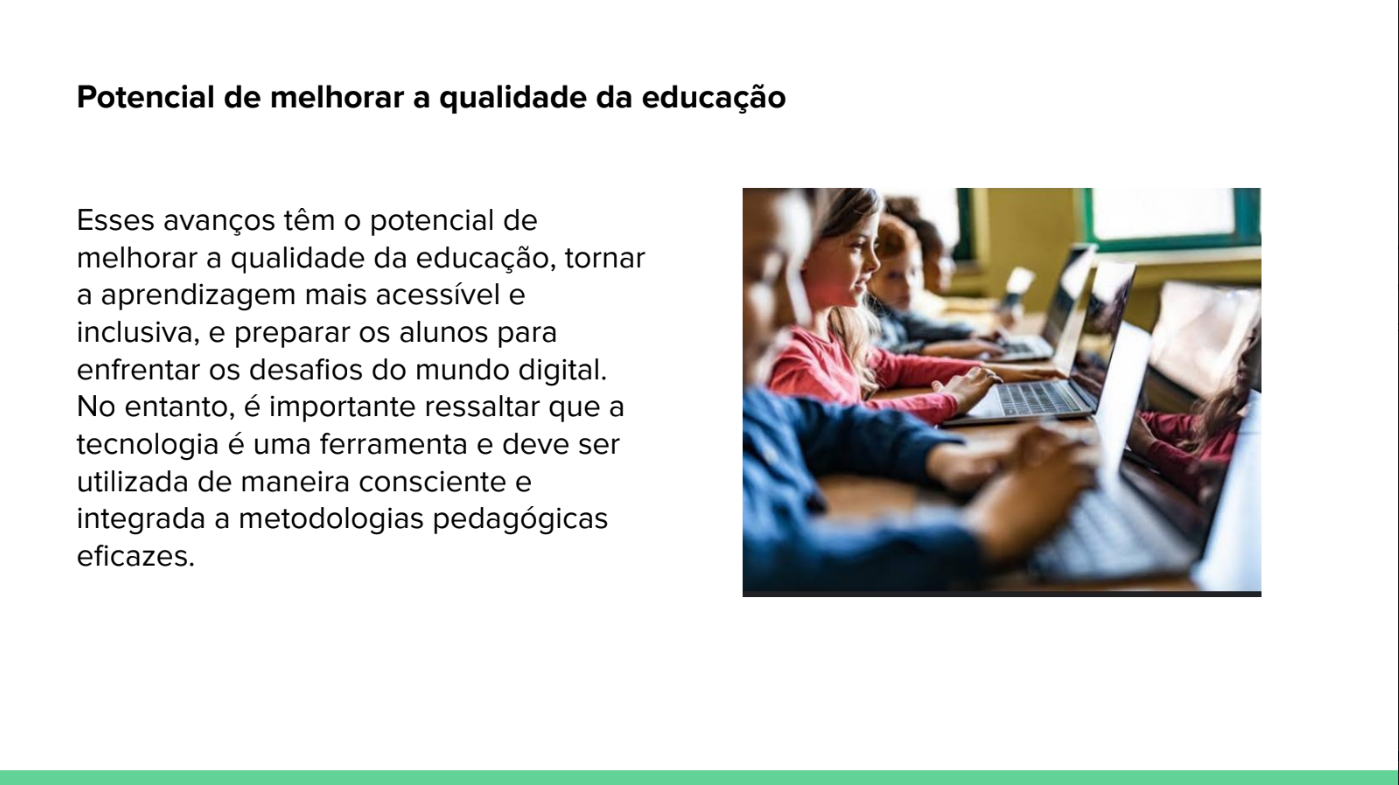 Potencial de melhorar a qualidade da educação
Esses avanços têm o potencial de
melhorar a qualidade da educação, tornar
a aprendizagem mais acessível e
inclusiva, e preparar os alunos para
enfrentar os desafios do mundo digital.
No entanto, é importante ressaltar que a
tecnologia é uma ferramenta e deve ser
utilizada de maneira consciente e
integrada a metodologias pedagógicas
eficazes.